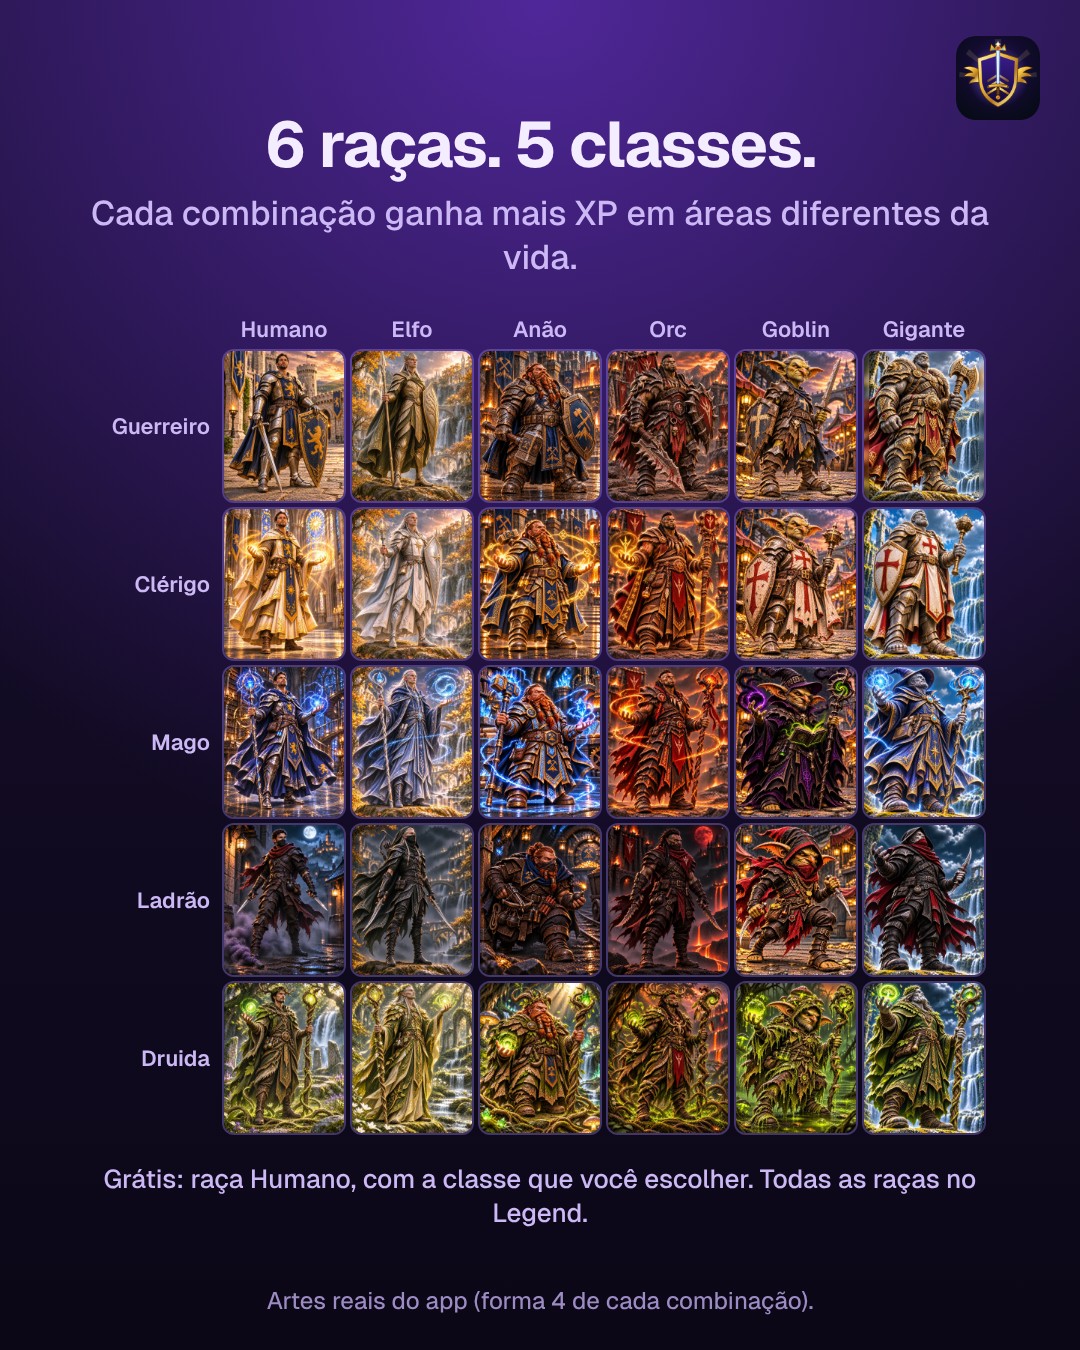 6 raças. 5 classes.
Cada combinação ganha mais XP em áreas diferentes da
vida.
Humano Elfo Anão Orc Goblin Gigante
Guerreiro
Clérigo
Mago
Ladrão
Druida
Grátis: raça Humano, com a classe que você escolher. Todas as raças no
Legend.
Artes reais do app (forma 4 de cada combinação).